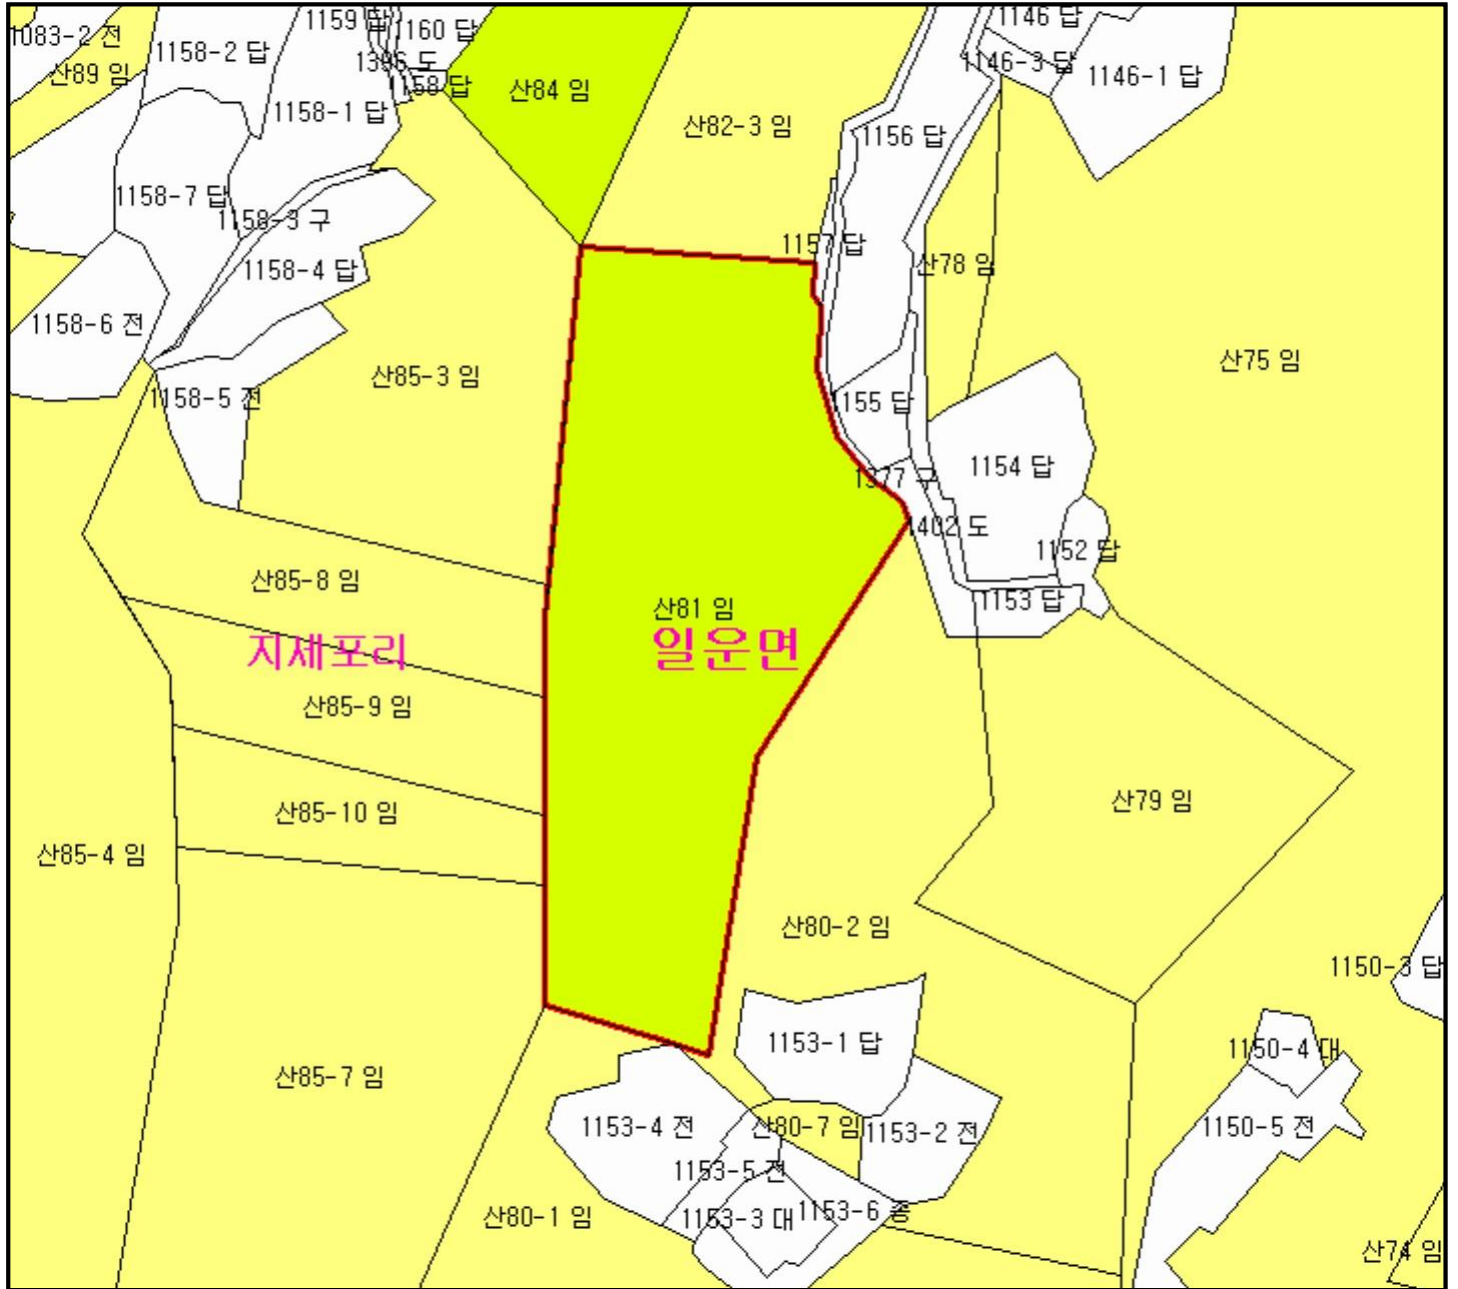 1083-2 전
산89 임
1158-2 답
1159 답
1160 답
1396 도
1158 답
1158-1 답
산84 임
산82-3 임
1146 답
1146-3 답
1146-1 답
1156 답
1158-7 답
1158-3 구
1158-4 답
1157 답
산78 임
1158-6 전
산85-3 임
산75 임
1158-5 전
1155 답
1154 답
1377 구
1402 도
1152 답
산85-8 임
산81 임
1153 답
지세포리
일운면
산85-9 임
산85-10 임
산79 임
산85-4 임
산80-2 임
1150-3 답
1153-1 답
1150-4 대
산85-7 임
1153-4 전
산80-7 임
1153-2 전
1150-5 전
1153-5 전
산80-1 임
1153-3 대
1153-6 종
산74 임